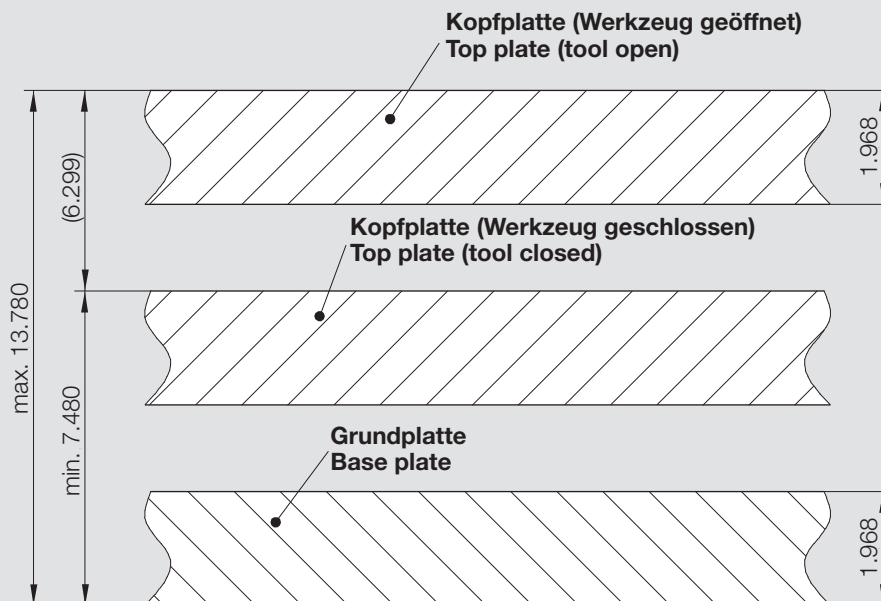 Kopfplatte (Werkzeug geöffnet)
Top plate (tool open)
1.968
(6.299)
Kopfplatte (Werkzeug geschlossen)
Top plate (tool closed)
max. 13.780
min. 7.480
Grundplatte
Base plate
1.968